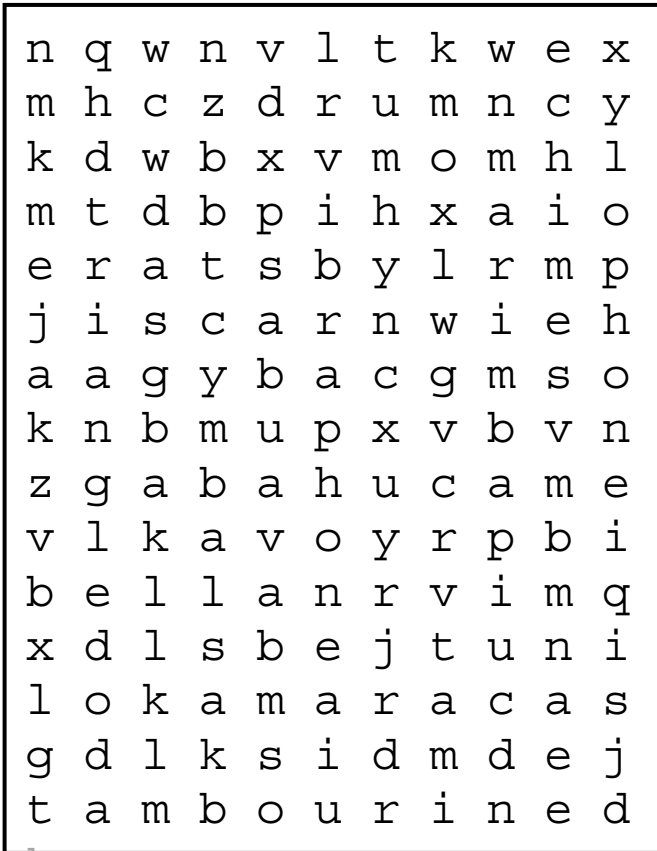 n q w n v l t k w e x
m h c z d r u m n c y
k d w b x v m o m h l
m t d b p i h x a i o
e r a t s b y l r m p
j i s c a r n w i e h
a a g y b a c g m s o
k n b m u p x v b v n
z g a b a h u c a m e
v l k a v o y r p b i
b e l l a n r v i m q
x d l s b e j t u n i
l o k a m a r a c a s
g d l k s i d m d e j
t a m b o u r i n e d